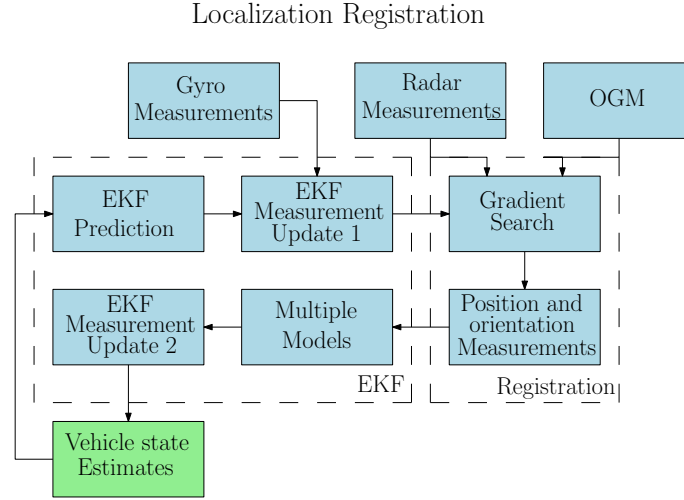 Localization Registration
Gyro
Measurements
Radar
Measurements
OGM
EKF
Prediction
EKF
Measurement
Update 1
Gradient
Search
EKF
Measurement
Update 2
Multiple
Models
Position and
orientation
Measurements
EKF
Registration
Vehicle state
Estimates